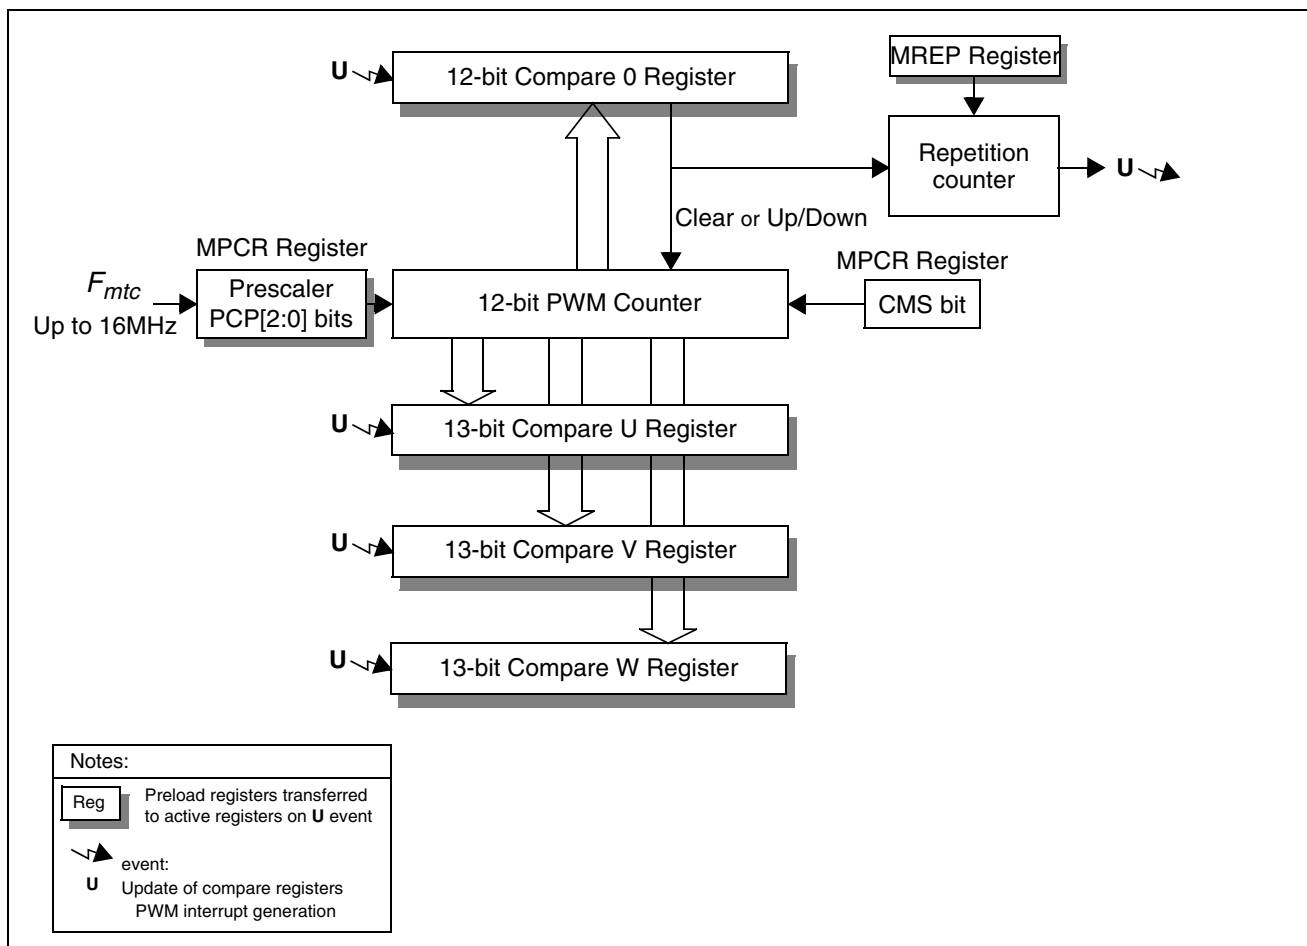 U
12-bit Compare 0 Register
MREP Register
Repetition
counter
U
Clear or Up/Down
MPCR Register
MPCR Register
Fmtc
Up to 16MHz
Prescaler
PCP[2:0] bits
12-bit PWM Counter
CMS bit
U
13-bit Compare U Register
U
13-bit Compare V Register
U
13-bit Compare W Register
Notes:
Reg
Preload registers transferred
to active registers on U event
event:
U Update of compare registers
PWM interrupt generation